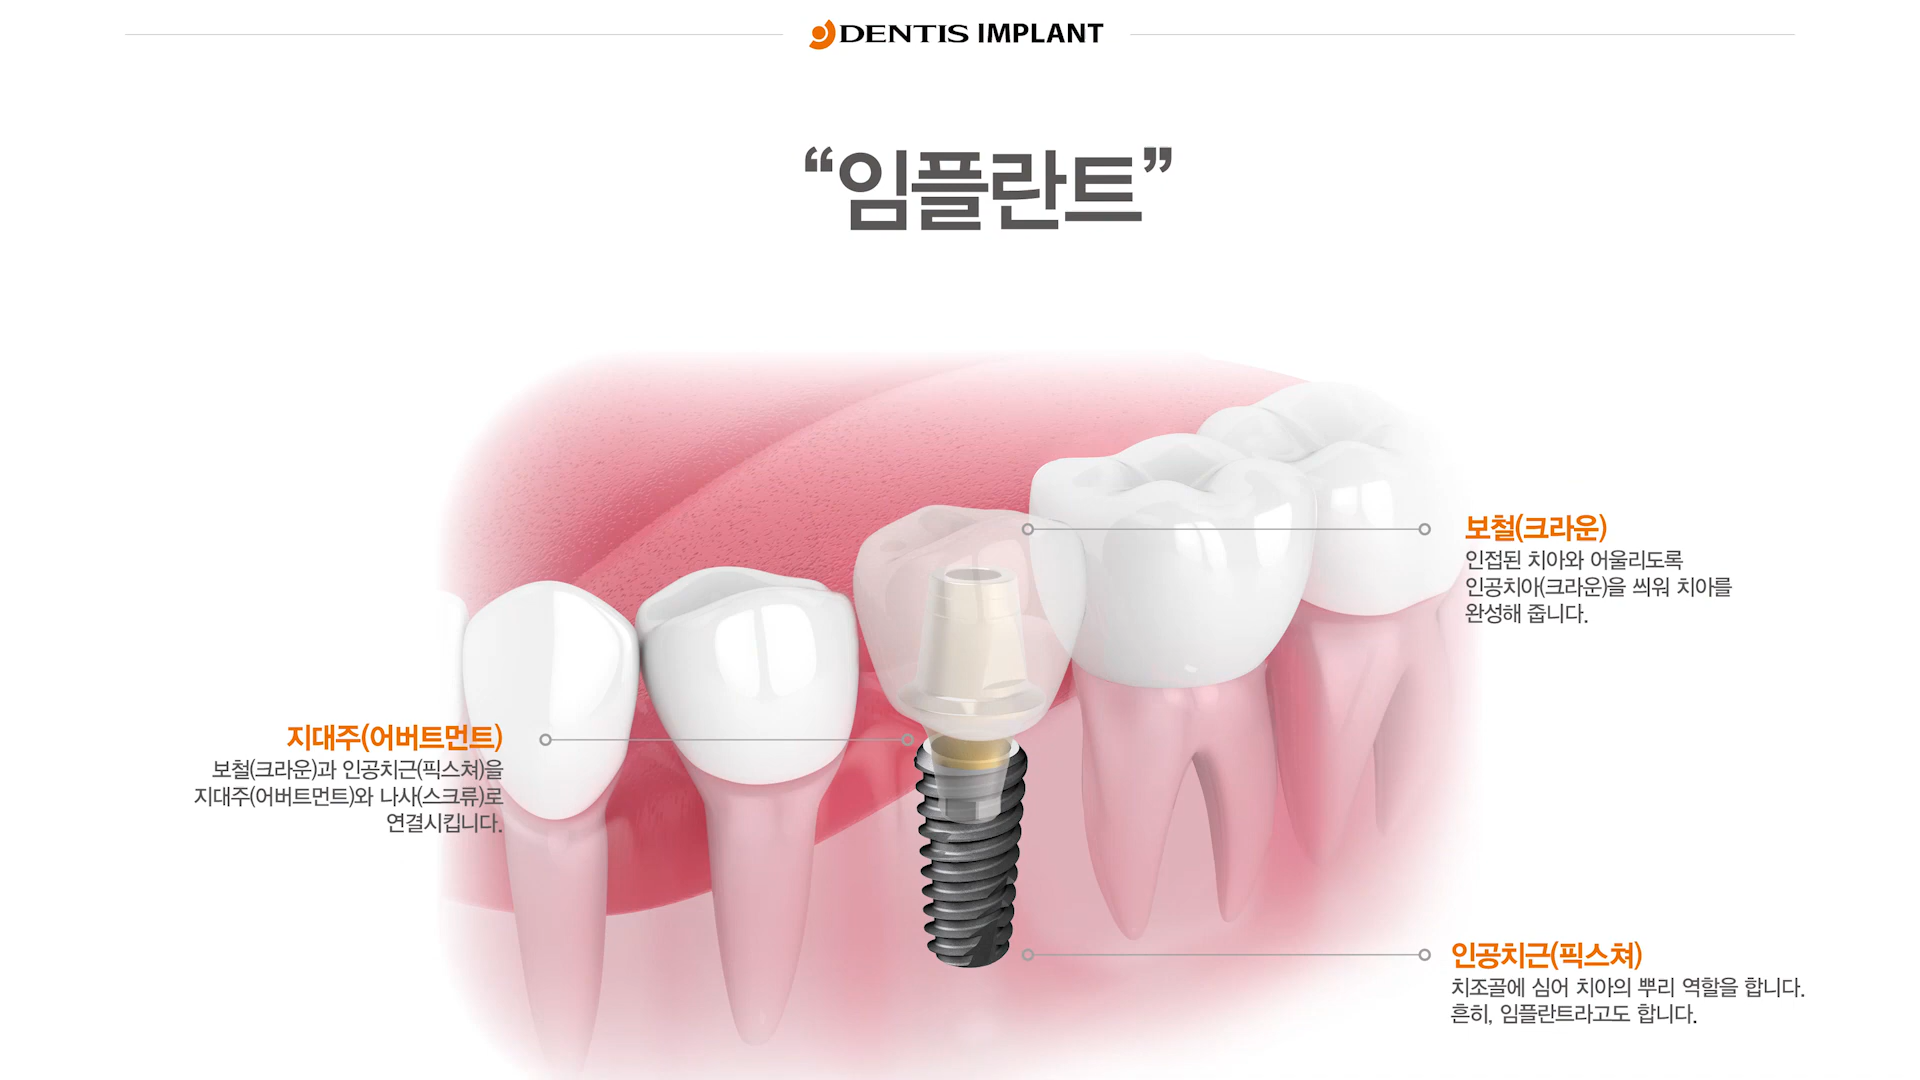 DENTIS IMPLANT
“임플란트”
보철(크라운)
인접된 치아와 어울리도록
인공치아(크라운)을 씌워 치아를
완성해 줍니다.
지대주(어버트먼트)
보철(크라운)과 인공치근(픽스쳐)을
지대주(어버트먼트)와 나사(스크류)로
연결시킵니다.
인공치근(픽스쳐)
치조골에 심어 치아의 뿌리 역할을 합니다.
흔히, 임플란트라고도 합니다.